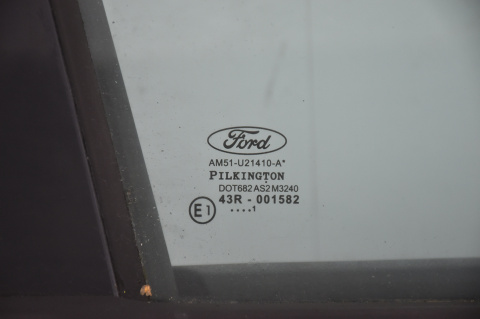 Ford
AM51-U21410-A*
PILKINGTON
DOT682 AS2 M3240
E1 43R - 001582
....1